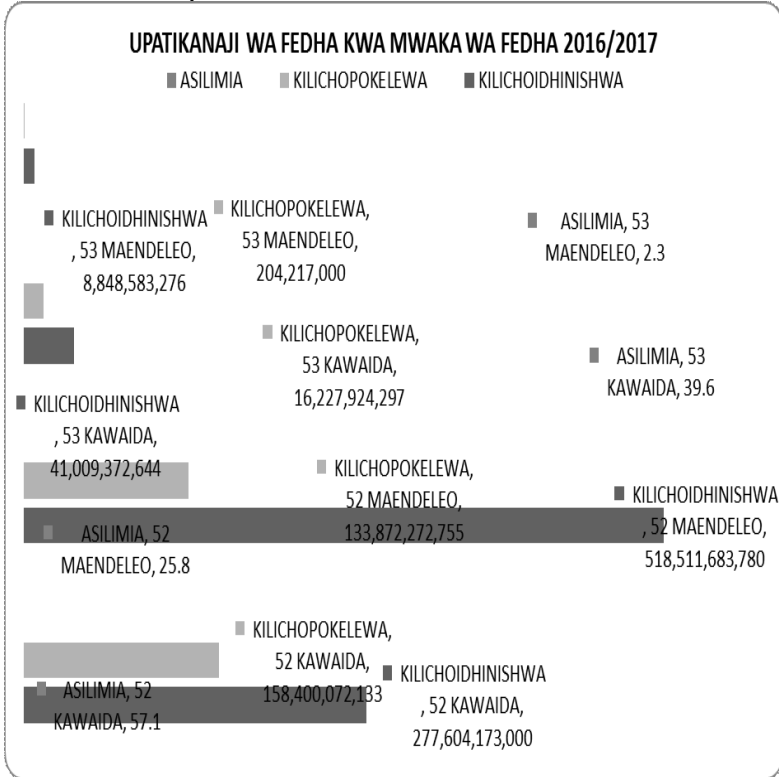 UPATIKANAJI WA FEDHA KWA MWAKA WA FEDHA 2016/2017
ASILIMIA KILICHOPOKELEWA KILICHOIDHINISHWA
KILICHOIDHINISHWA
, 53 MAENDELEO,
8,848,583,276
KILICHOPOKELEWA,
53 MAENDELEO,
204,217,000
ASILIMIA, 53
MAENDELEO, 2.3
KILICHOPOKELEWA,
53 KAWAIDA,
16,227,924,297
ASILIMIA, 53
KAWAIDA, 39.6
KILICHOIDHINISHWA
, 53 KAWAIDA,
41,009,372,644
KILICHOPOKELEWA,
52 MAENDELEO,
133,872,272,755
KILICHOIDHINISHWA
, 52 MAENDELEO,
518,511,683,780
ASILIMIA, 52
MAENDELEO, 25.8
KILICHOPOKELEWA,
52 KAWAIDA,
158,400,072,133
KILICHOIDHINISHWA
, 52 KAWAIDA,
277,604,173,000
ASILIMIA, 52
KAWAIDA, 57.1